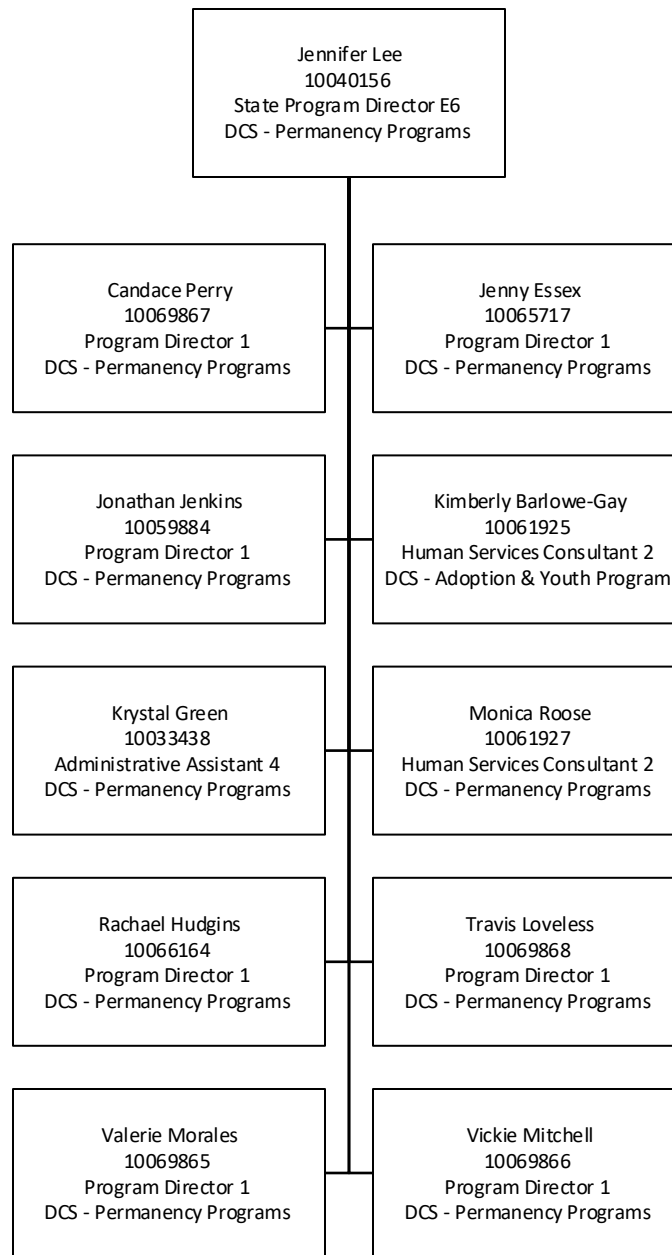 Jennifer Lee
10040156
State Program Director E6
DCS - Permanency Programs
Candace Perry
10069867
Program Director 1
DCS - Permanency Programs
Jenny Essex
10065717
Program Director 1
DCS - Permanency Programs
Jonathan Jenkins
10059884
Program Director 1
DCS - Permanency Programs
Kimberly Barlowe-Gay
10061925
Human Services Consultant 2
DCS - Adoption & Youth Program
Krystal Green
10033438
Administrative Assistant 4
DCS - Permanency Programs
Monica Roose
10061927
Human Services Consultant 2
DCS - Permanency Programs
Rachael Hudgins
10066164
Program Director 1
DCS - Permanency Programs
Travis Loveless
10069868
Program Director 1
DCS - Permanency Programs
Valerie Morales
10069865
Program Director 1
DCS - Permanency Programs
Vickie Mitchell
10069866
Program Director 1
DCS - Permanency Programs